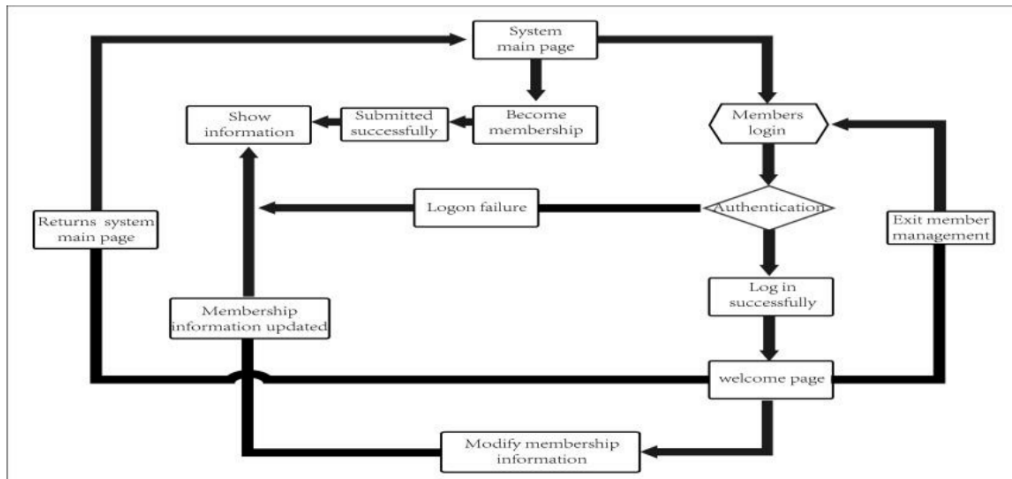 System
main page
Show
information
Submitted
successfully
Become
membership
Members
login
Returns system
main page
Logon failure
Authentication
Exit member
management
Log in
successfully
Membership
information updated
welcome page
Modify membership
information